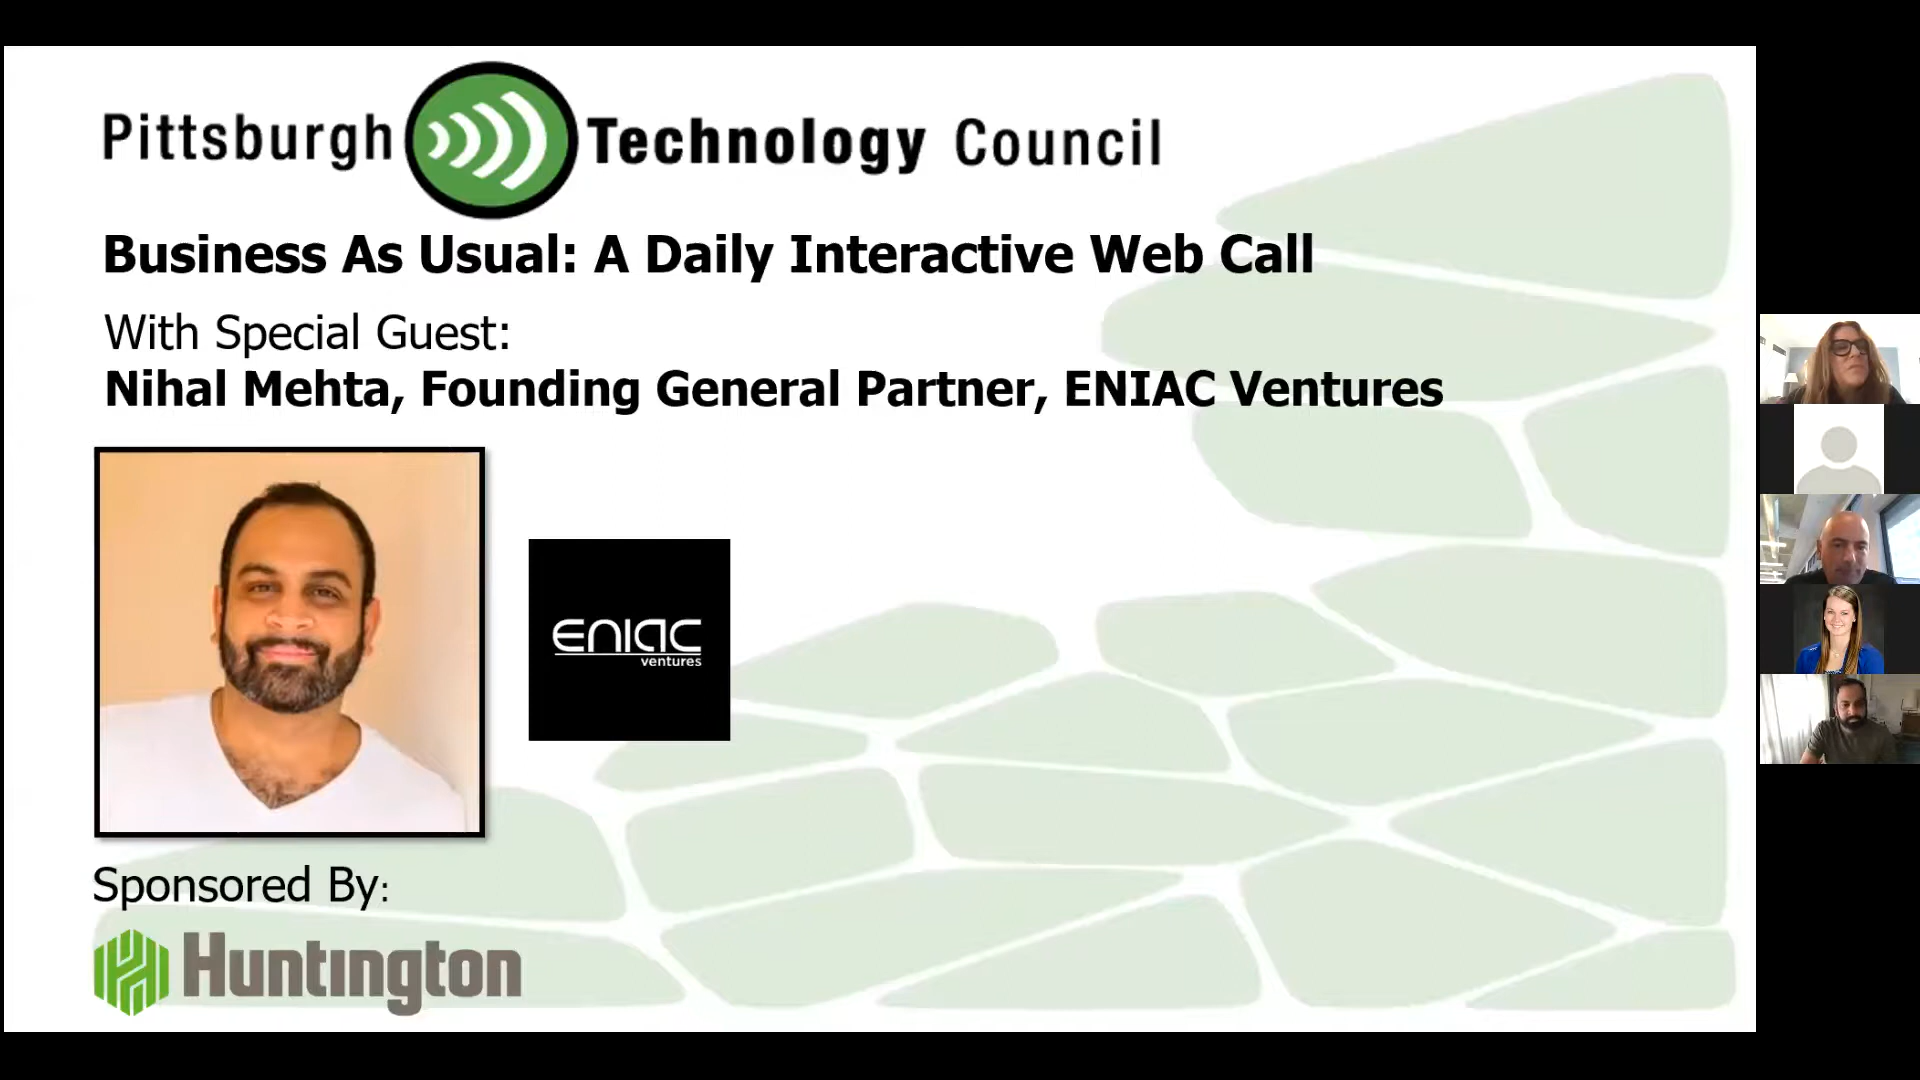 Pittsburgh Technology Council
Business As Usual: A Daily Interactive Web Call
With Special Guest:
Nihal Mehta, Founding General Partner, ENIAC Ventures
eniac
ventures
Sponsored By:
Huntington